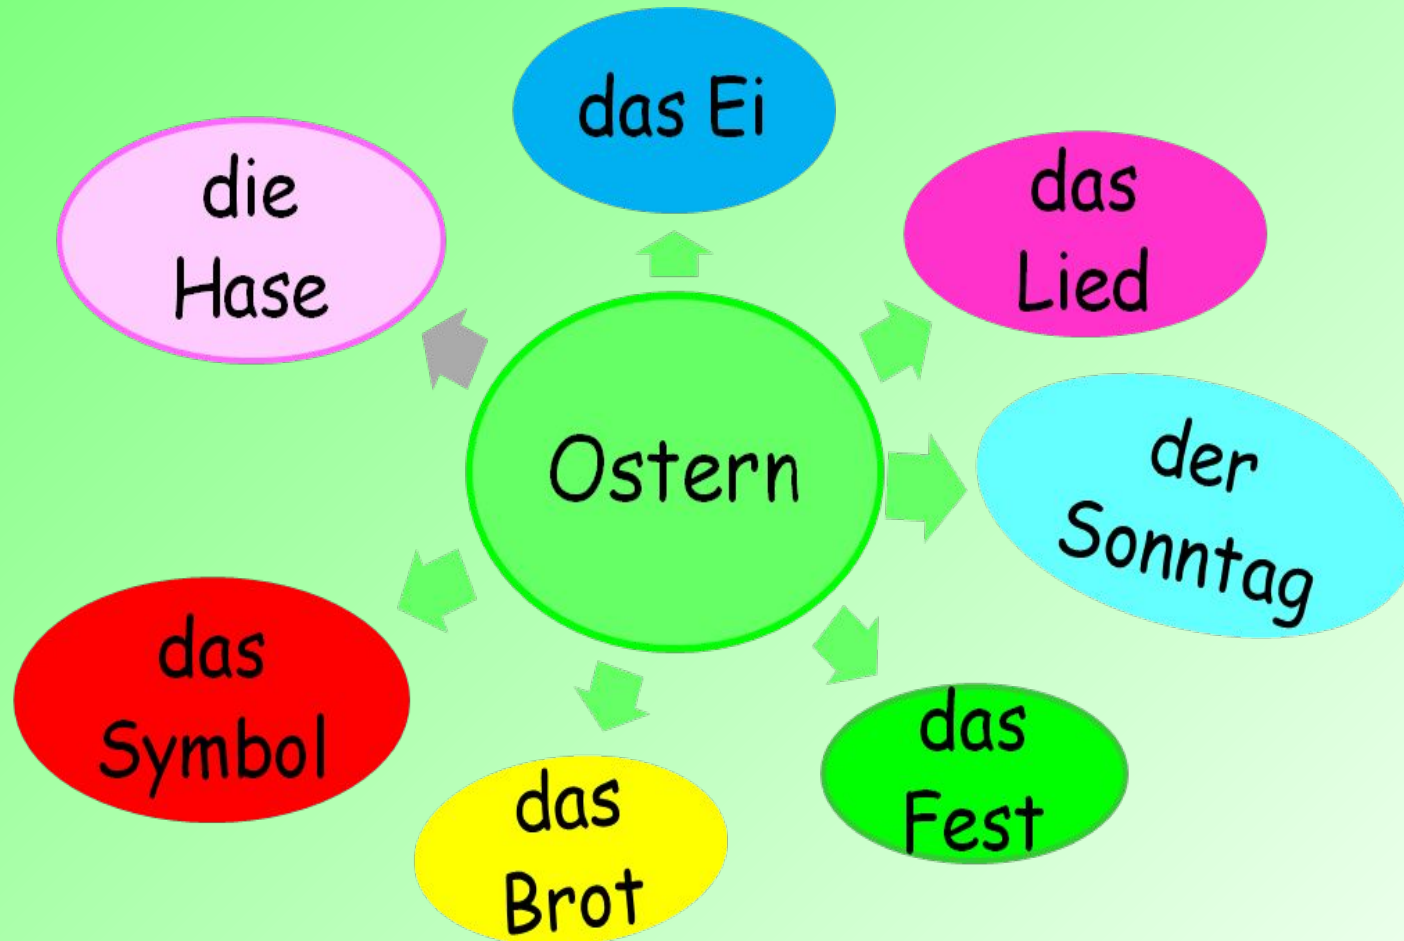 das Ei
die
Hase
das
Lied
Ostern
der
Sonntag
das
Symbol
das
Fest
das
Brot